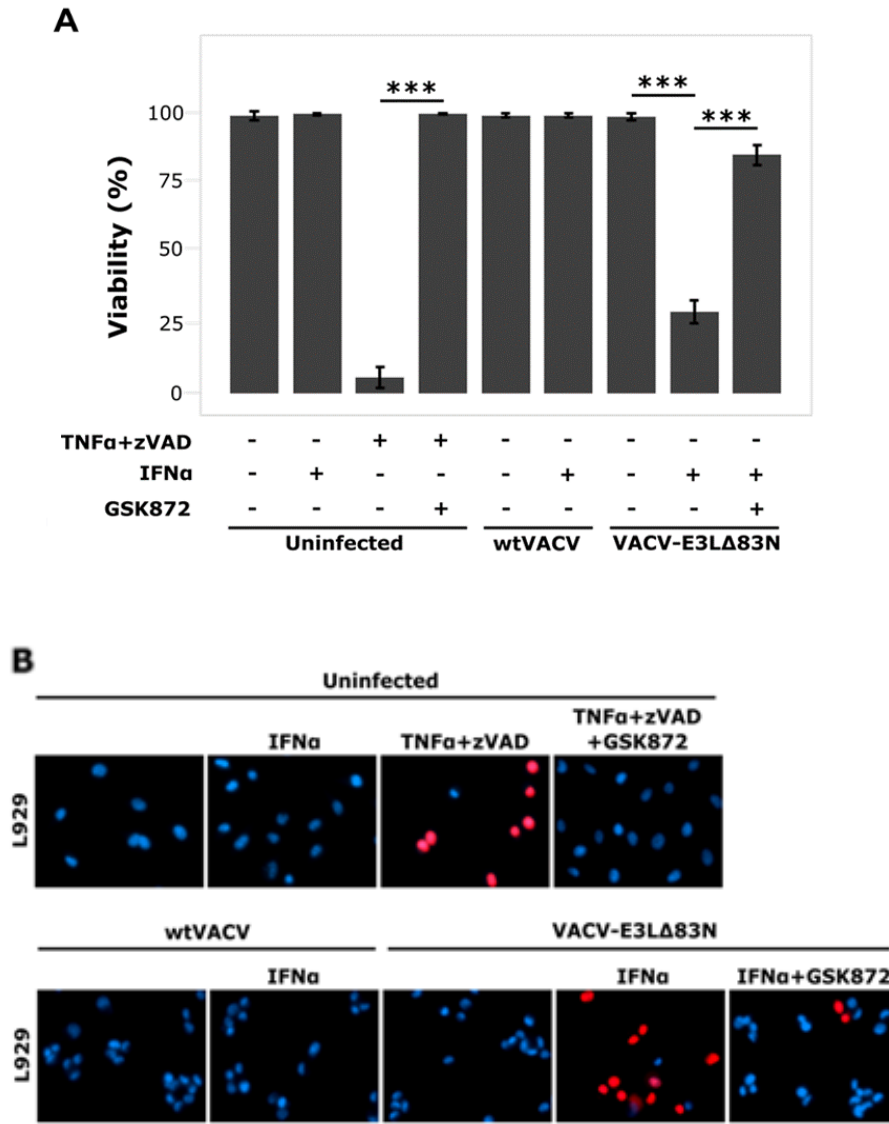 A
***
***
***
100
75
50
25
0
Viability (%)
TNFα+zVAD - - + + - - - - -
IFNα - + - - - + - + +
GSK872 - - - + - - - - +
Uninfected wtVACV VACV-E3LΔ83N
B
Uninfected
IFNα TNFα+zVAD TNFα+zVAD
+GSK872
L929
wtVACV VACV-E3LΔ83N
IFNα IFNα IFNα+GSK872
L929